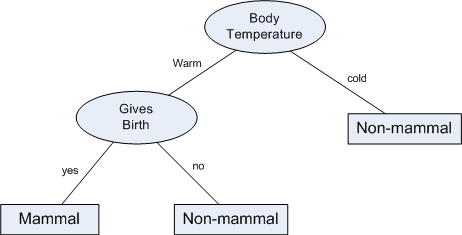 Body
Temperature
Warm
cold
Gives
Birth
Non-mammal
yes
no
Mammal
Non-mammal